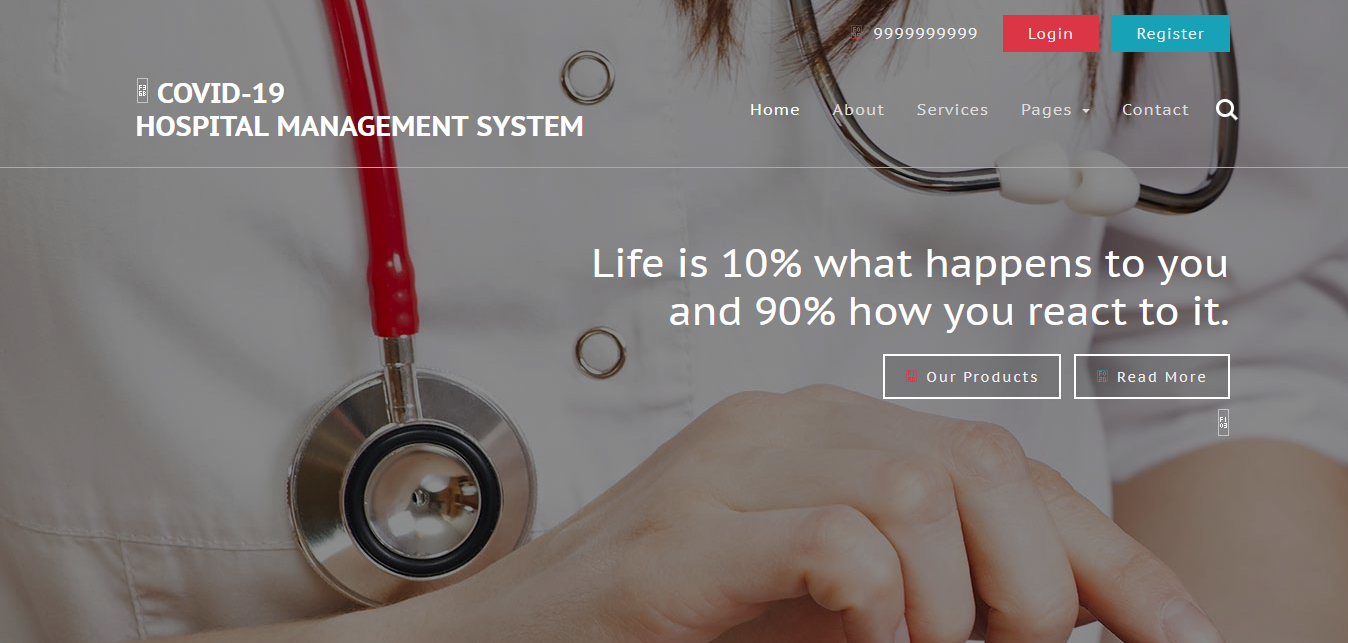 9999999999
Login
Register
COVID-19
HOSPITAL MANAGEMENT SYSTEM
Home
About
Services
Pages
Contact
Life is 10% what happens to you
and 90% how you react to it.
Our Products
Read More